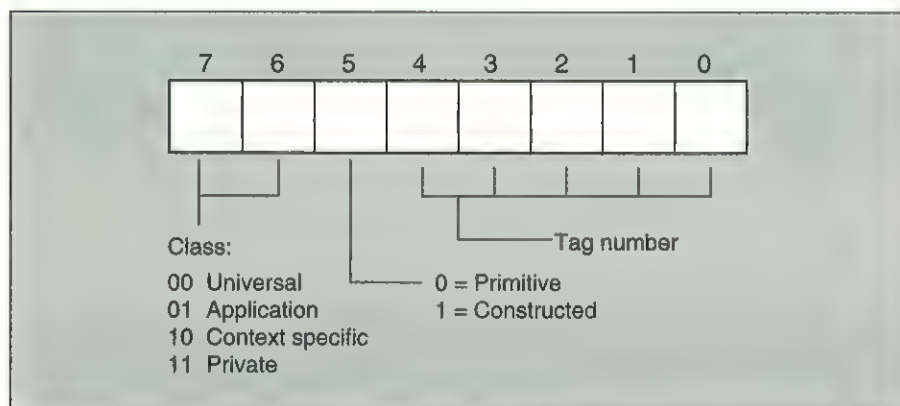 7 6 5 4 3 2 1 0
Class:
Tag number
00 Universal
0 = Primitive
01 Application
1 = Constructed
10 Context specific
11 Private